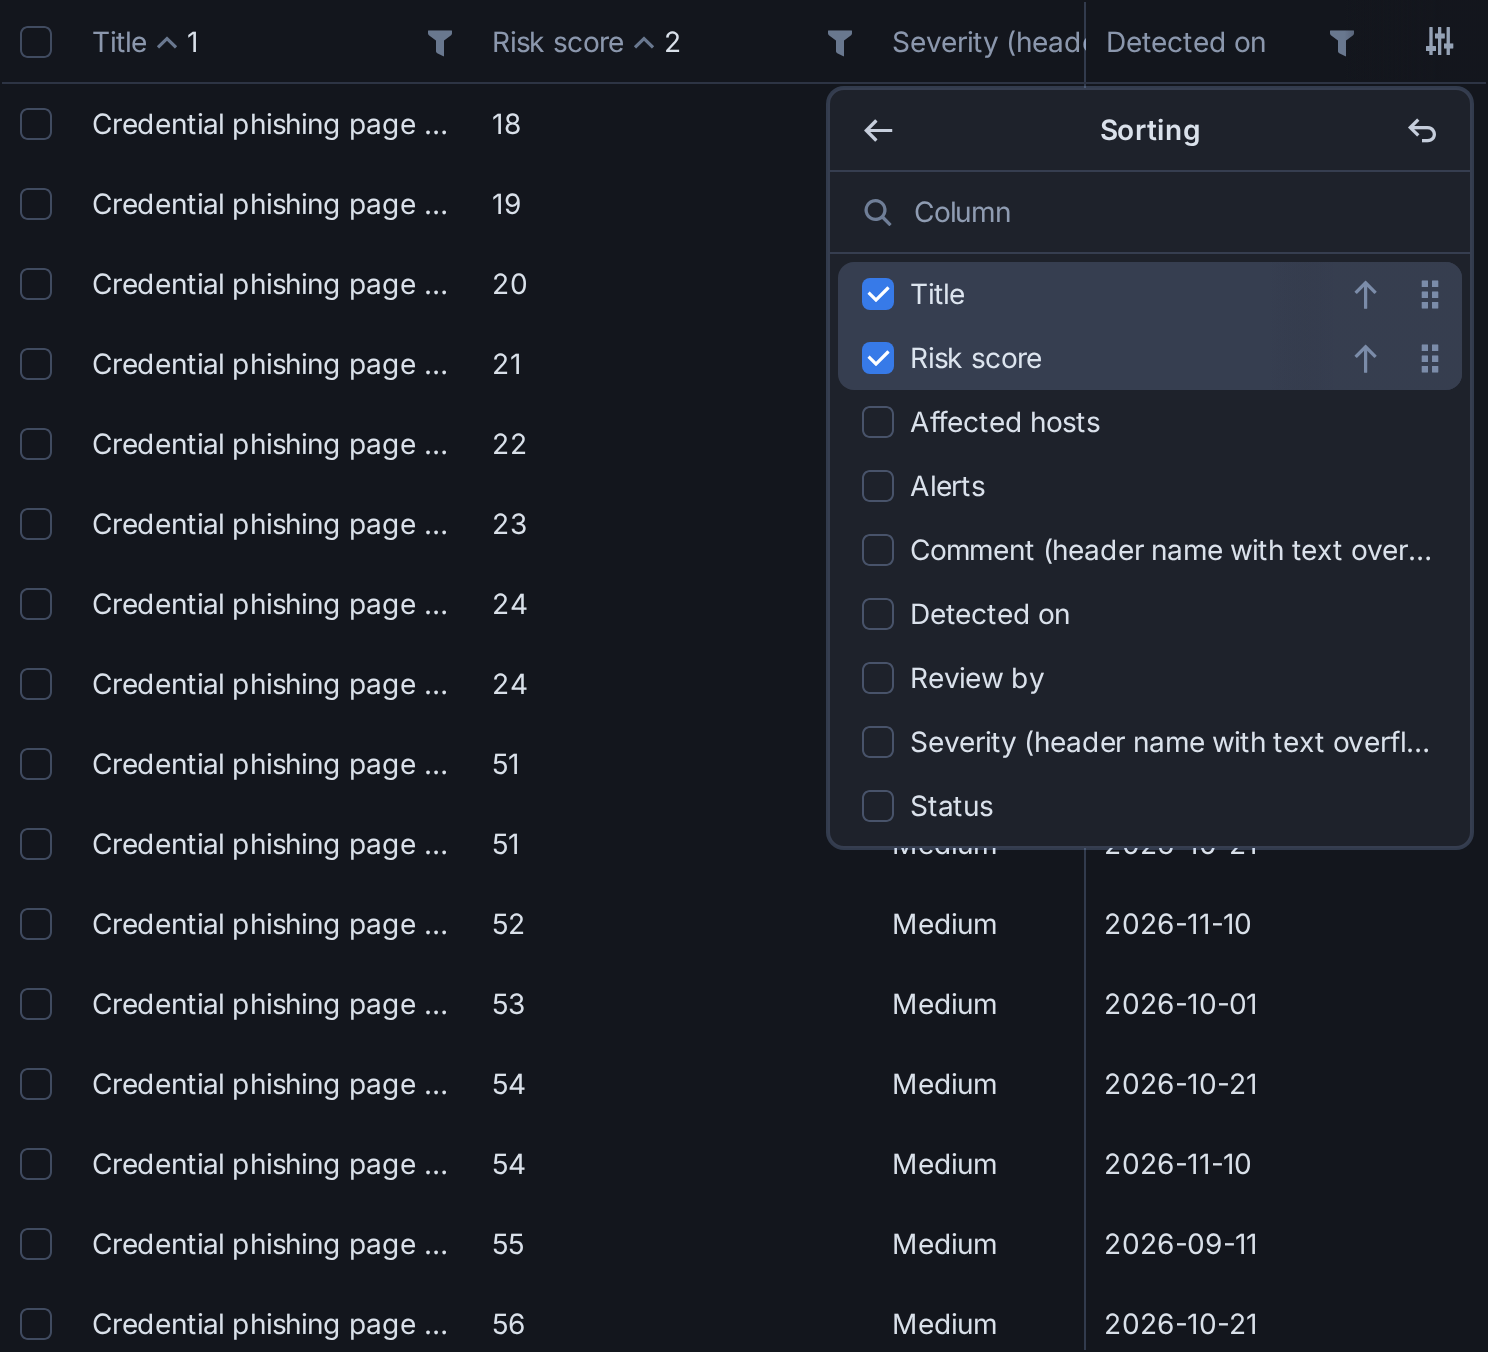 Title 1 Risk score 2 Severity (head Detected on
Credential phishing page ... 18
Credential phishing page ... 19
Credential phishing page ... 20
Credential phishing page ... 21
Credential phishing page ... 22
Credential phishing page ... 23
Credential phishing page ... 24
Credential phishing page ... 24
Credential phishing page ... 51
Credential phishing page ... 51 Medium 2026-10-21
Credential phishing page ... 52 Medium 2026-11-10
Credential phishing page ... 53 Medium 2026-10-01
Credential phishing page ... 54 Medium 2026-10-21
Credential phishing page ... 54 Medium 2026-11-10
Credential phishing page ... 55 Medium 2026-09-11
Credential phishing page ... 56 Medium 2026-10-21
Sorting
Column
Title
Risk score
Affected hosts
Alerts
Comment (header name with text over...
Detected on
Review by
Severity (header name with text overfl...
Status